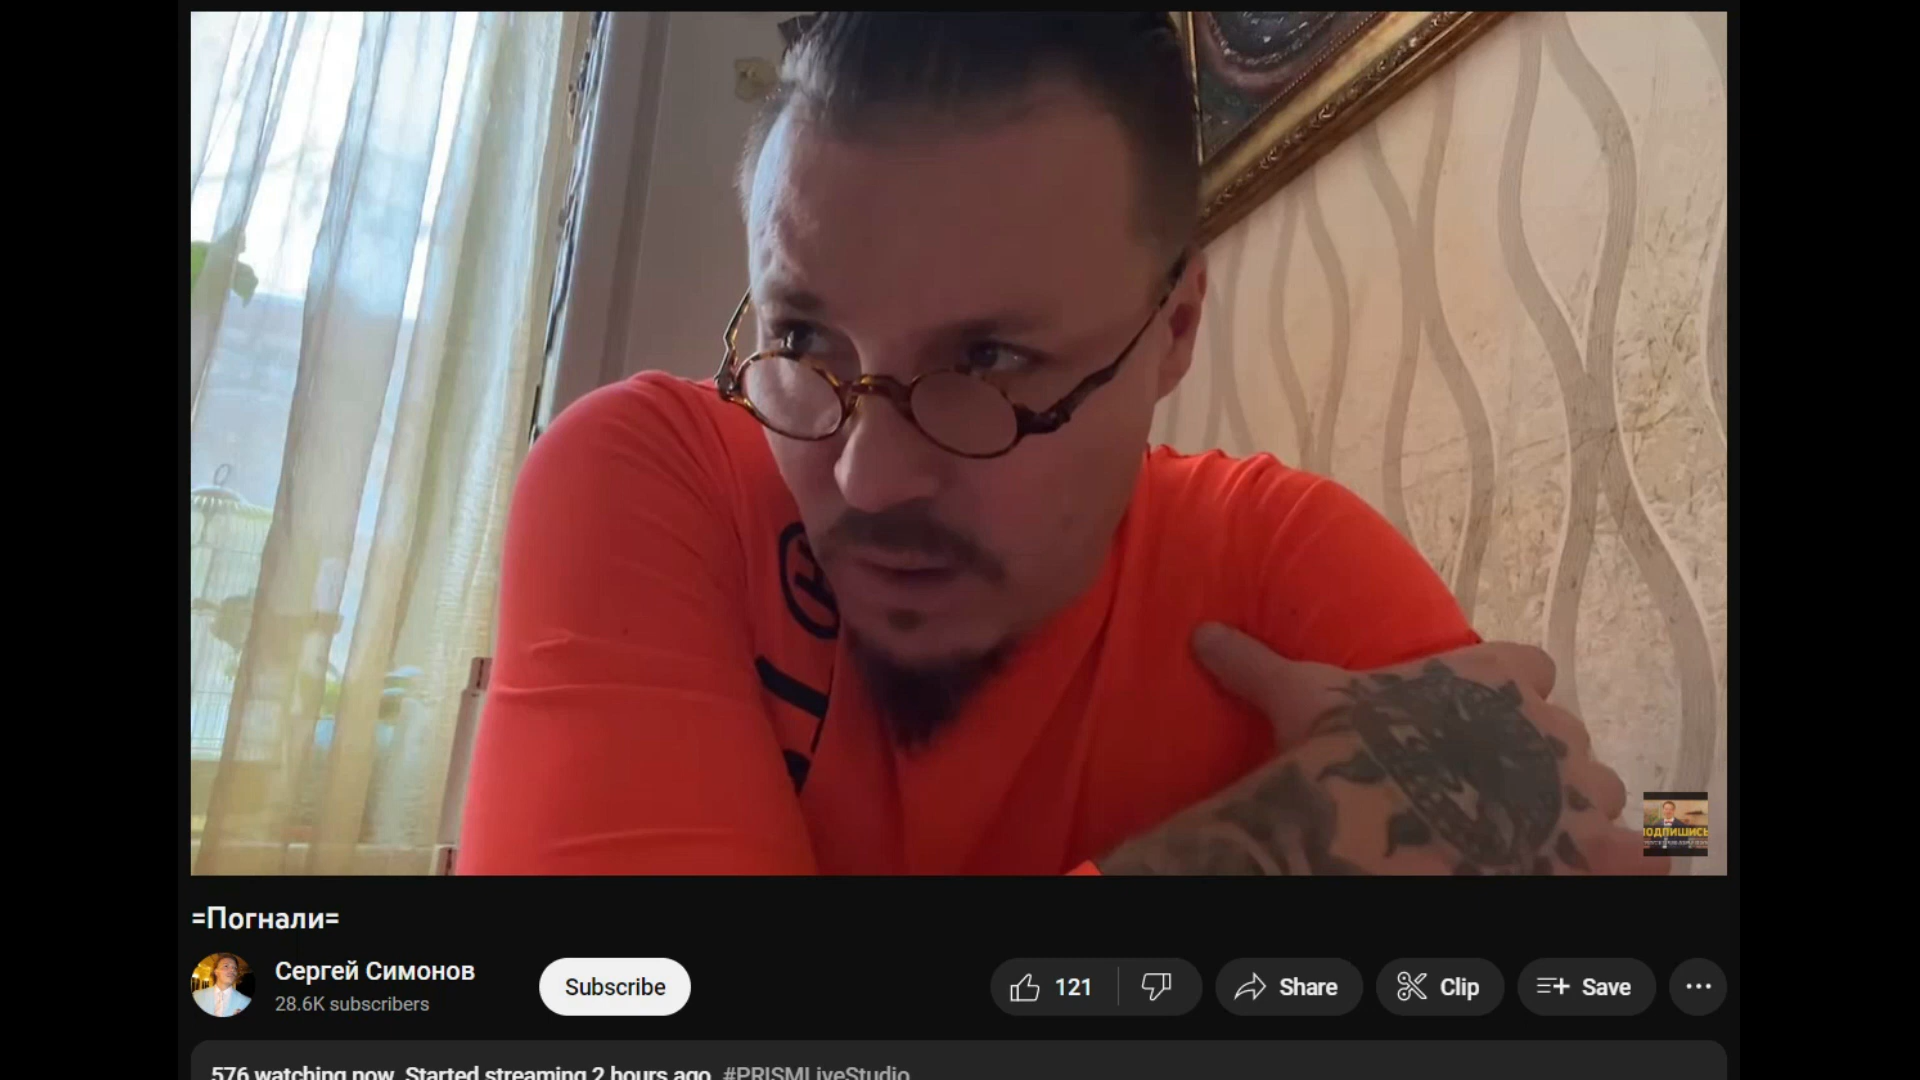 ПОДПИШИСЬ
=Погнали=
Сергей Симонов
28.6K subscribers
Subscribe
121
Share
Clip
Save
576 watching now Started streaming 2 hours ago #PRISMLiveStudio